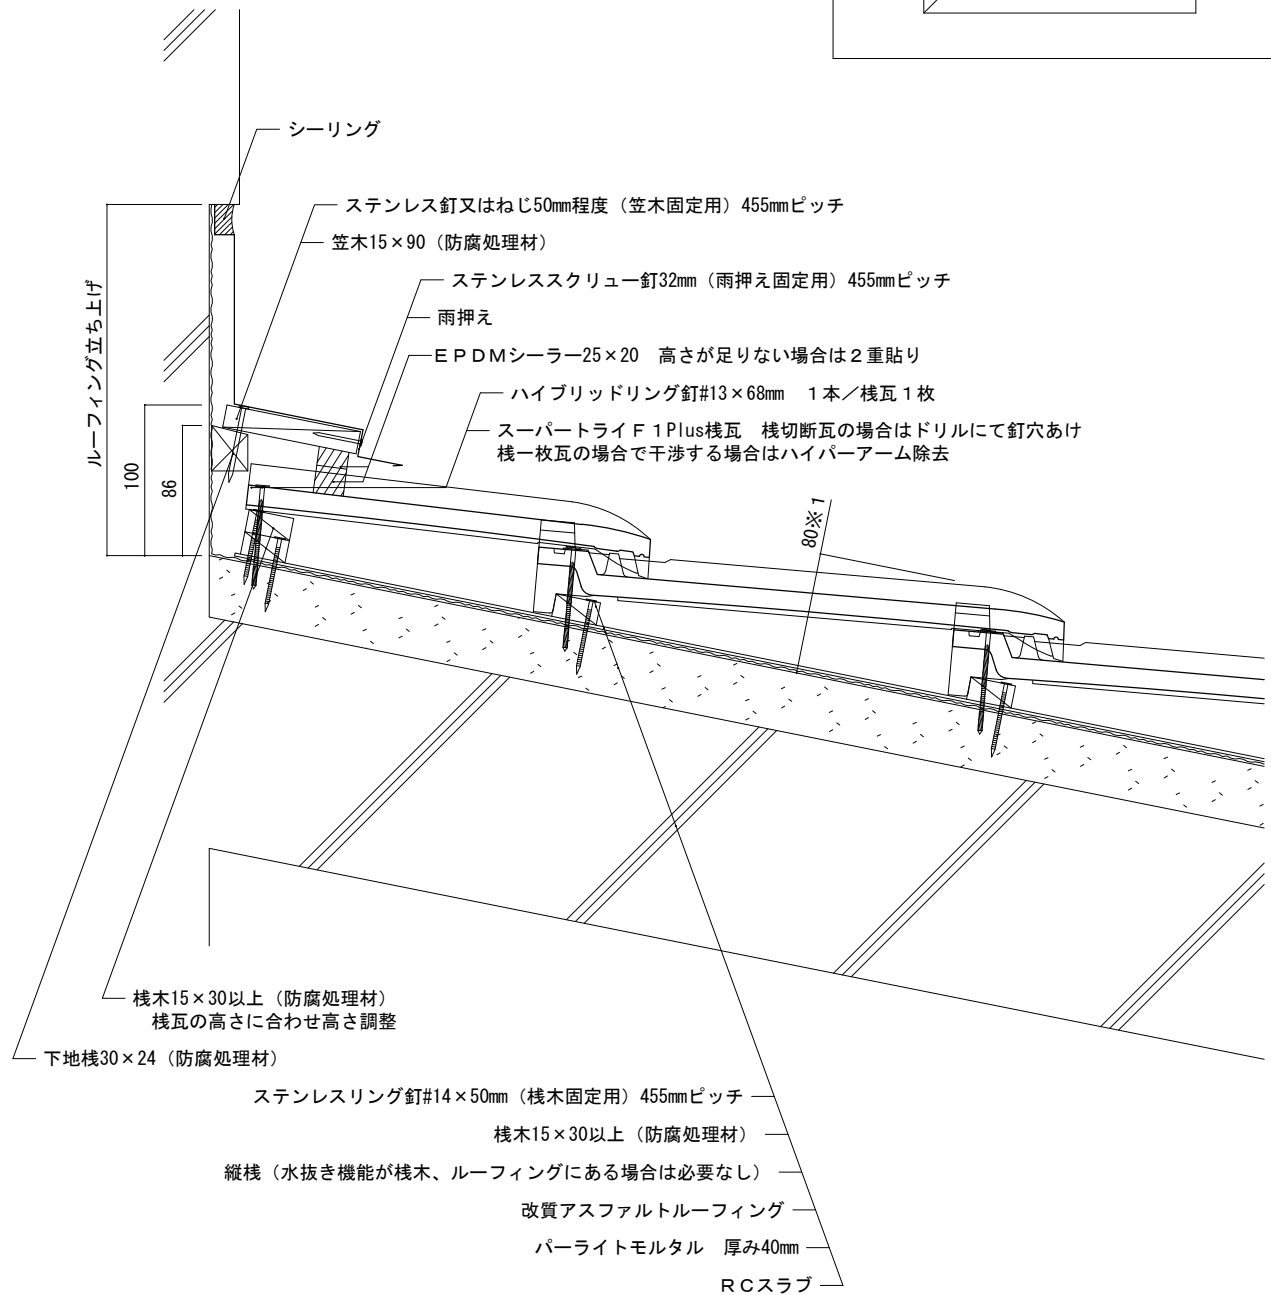 シーリング
ステンレス釘又はねじ50mm程度（笠木固定用）455mmピッチ
笠木15×90（防腐処理材）
ステンレススクリュー釘32mm（雨押え固定用）455mmピッチ
雨押え
ＥＰＤＭシーラー25×20　高さが足りない場合は２重貼り
ハイブリッドリング釘#13×68mm　１本／桟瓦１枚
スーパートライＦ１Plus桟瓦　桟切断瓦の場合はドリルにて釘穴あけ
桟一枚瓦の場合で干渉する場合はハイパーアーム除去
ルーフィング立ち上げ
100
86
80※1
桟木15×30以上（防腐処理材）
桟瓦の高さに合わせ高さ調整
下地桟30×24（防腐処理材）
ステンレスリング釘#14×50mm（桟木固定用）455mmピッチ
桟木15×30以上（防腐処理材）
縦桟（水抜き機能が桟木、ルーフィングにある場合は必要なし）
改質アスファルトルーフィング
パーライトモルタル　厚み40mm
ＲＣスラブ